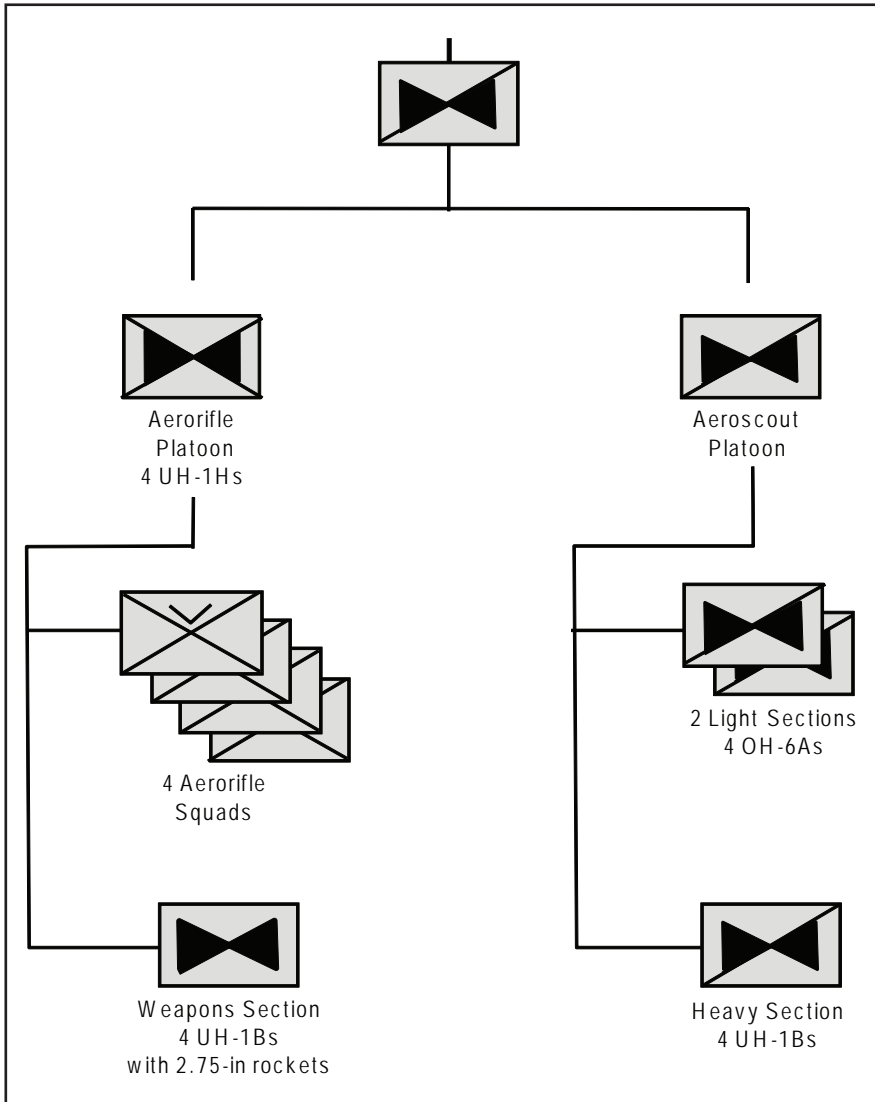 Aerorifle
Platoon
4 UH-1Hs
Aeroscout
Platoon
4 Aerorifle
Squads
2 Light Sections
4 OH-6As
Weapons Section
4 UH-1Bs
with 2.75-in rockets
Heavy Section
4 UH-1Bs